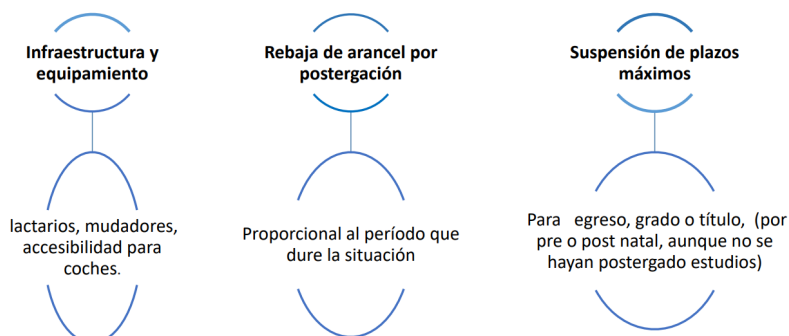 Infraestructura y
equipamiento
lactarios, mudadores,
accesibilidad para
coches.
Rebaja de arancel por
postergación
Proporcional al período que
dure la situación
Suspensión de plazos
máximos
Para egreso, grado o título, (por
pre o post natal, aunque no se
hayan postergado estudios)